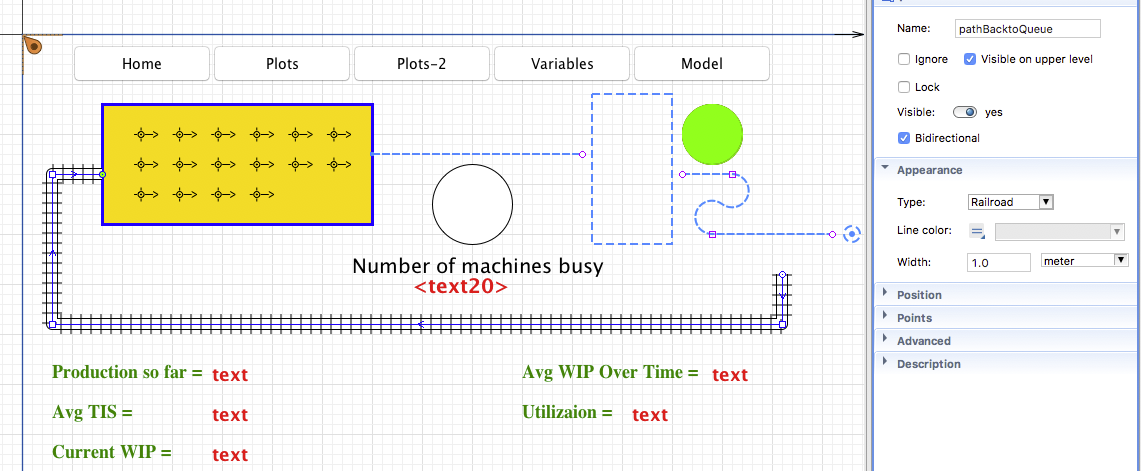 Home Plots Plots-2 Variables Model
Number of machines busy
<text20>
Production so far = text
Avg WIP Over Time = text
Avg TIS = text
Utilizaion = text
Current WIP = text
Name: pathBacktoQueue
Ignore Visible on upper level
Lock
Visible: yes
Bidirectional
Appearance
Type: Railroad
Line color:
Width: 1.0 meter
Position
Points
Advanced
Description